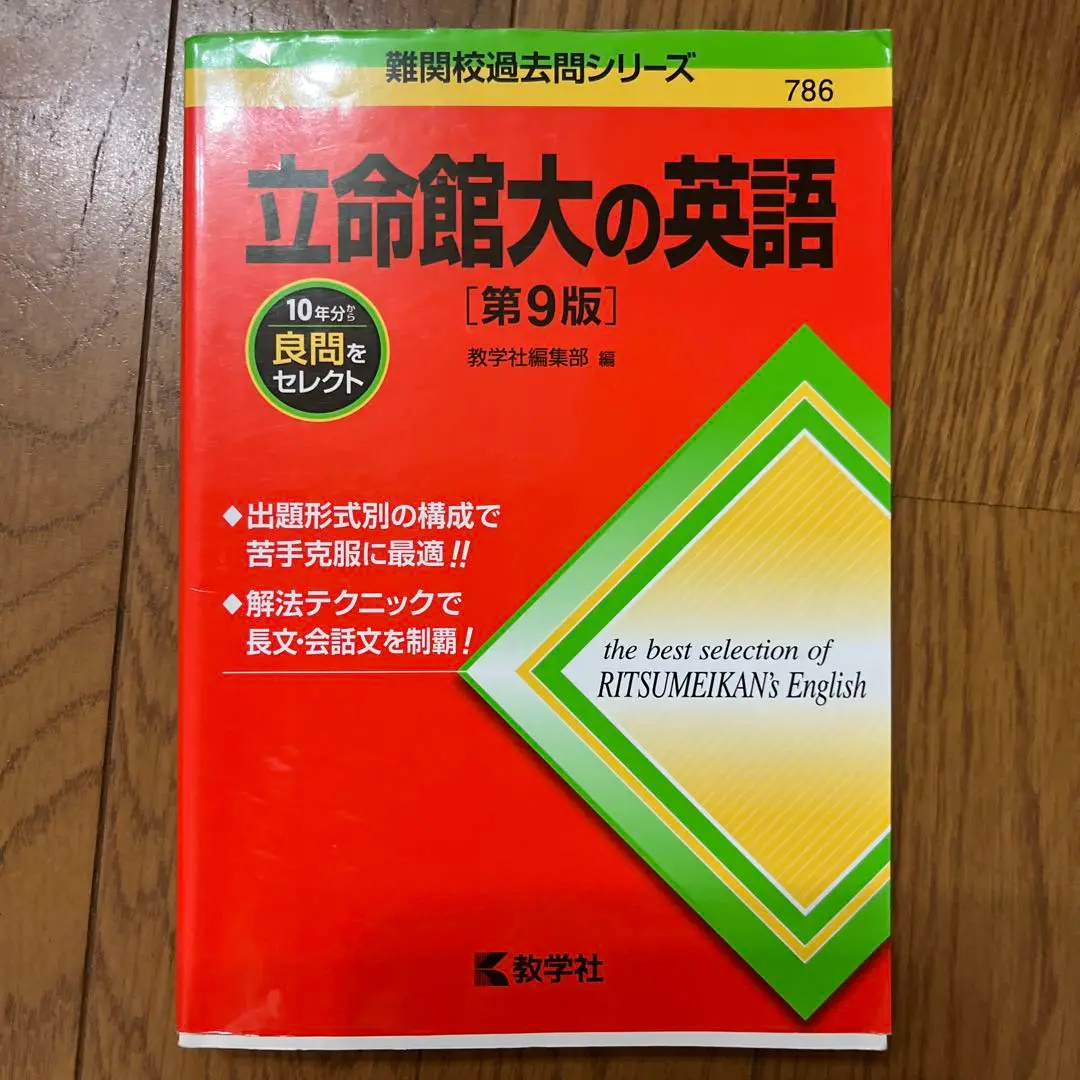 難関校過去問シリーズ
786
立命館大の英語
[第9版]
教学社編集部 編
10年分から
良問を
セレクト
◆出題形式別の構成で
苦手克服に最適!!
◆解法テクニックで
長文・会話文を制覇!
the best selection of
RITSUMEIKAN's English
教学社